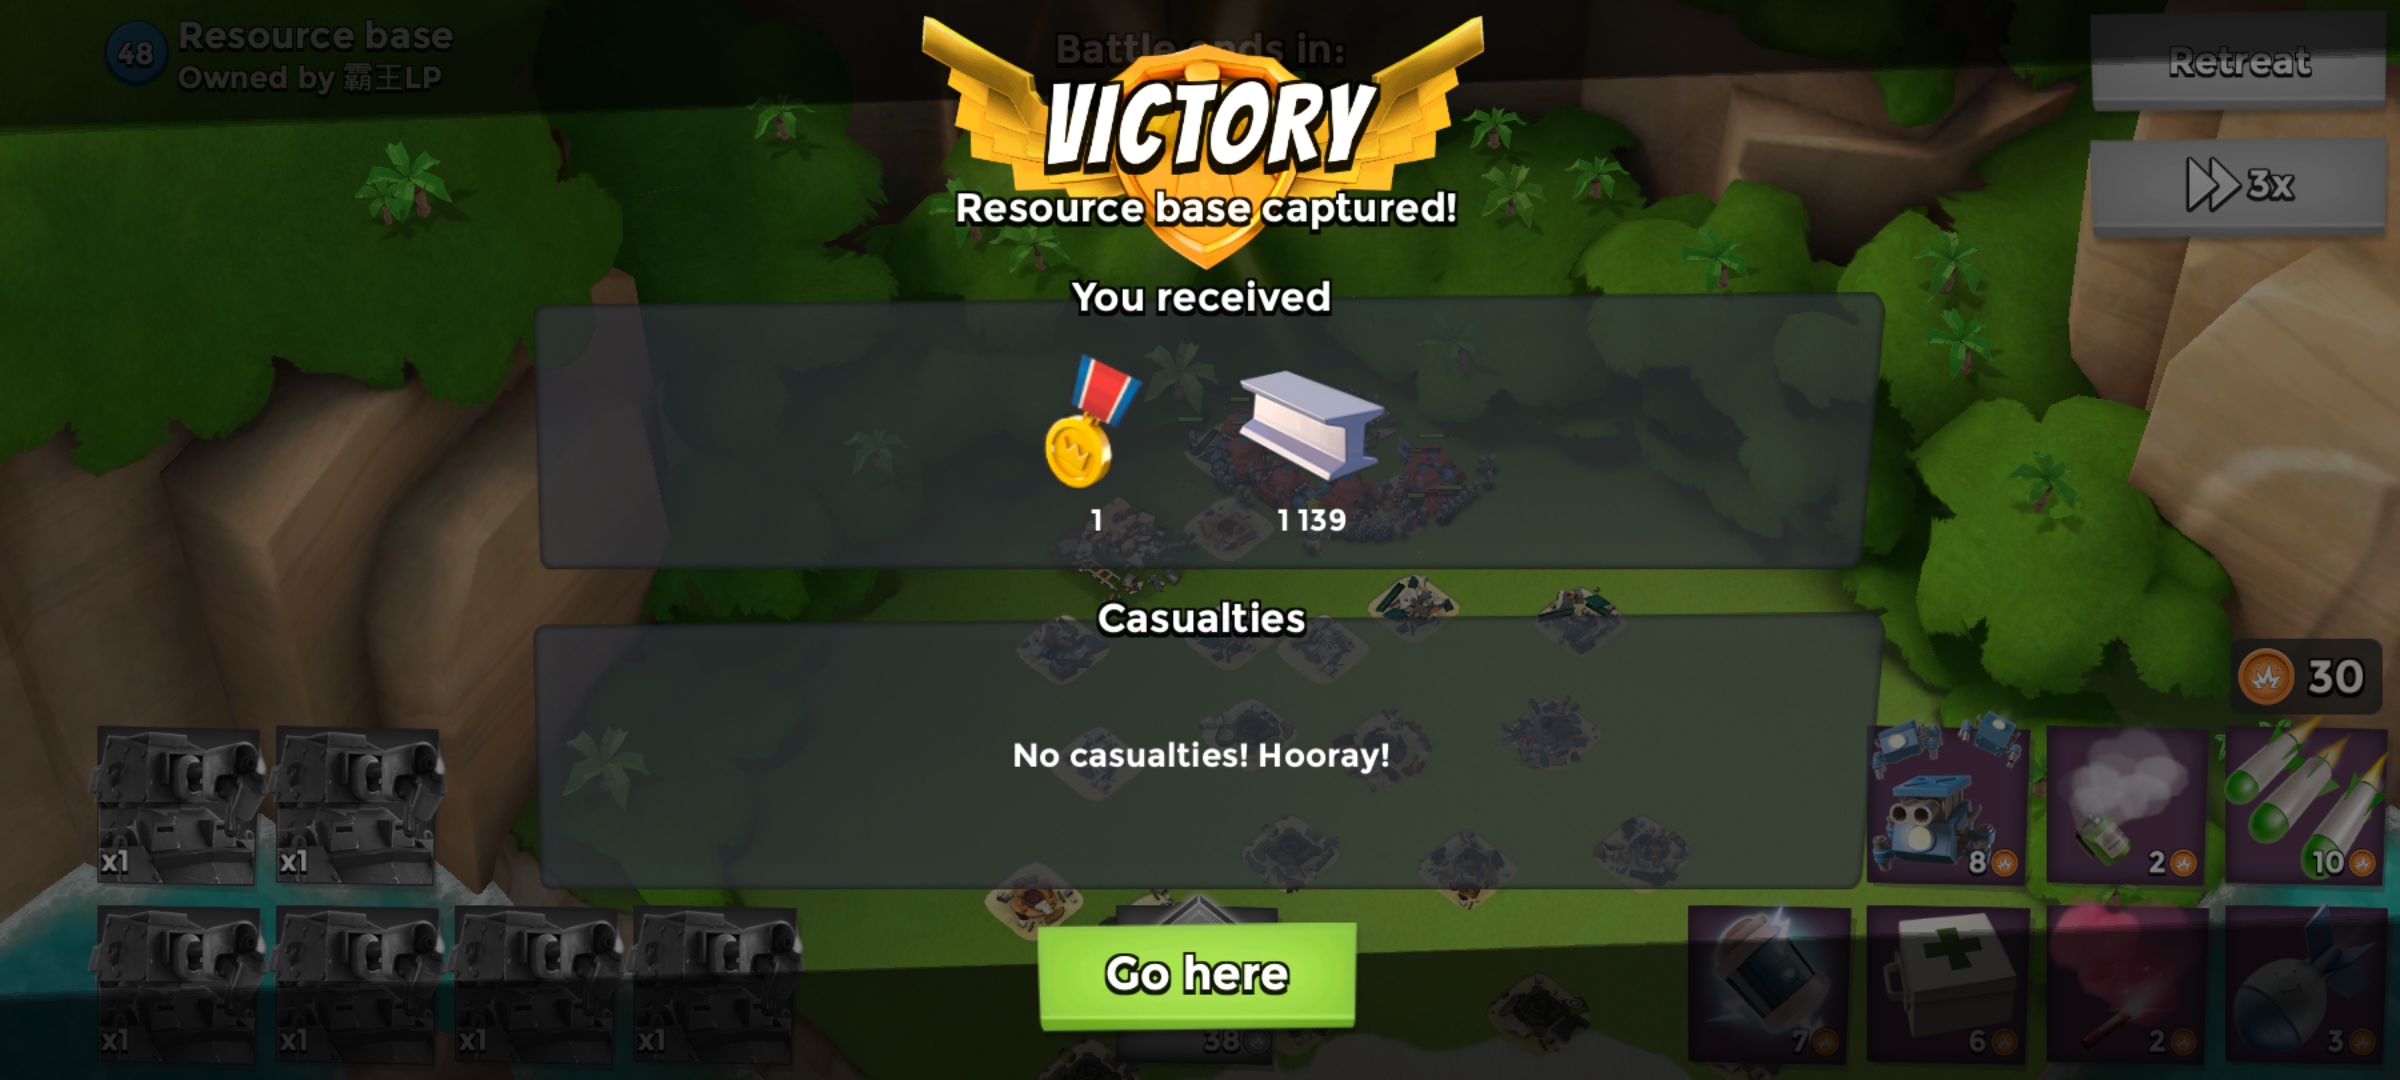 48
Resource base
Owned by 霸王LP
Battle ends in:
Retreat
3x
VICTORY
Resource base captured!
You received
1
1 139
Casualties
No casualties! Hooray!
30
x1
x1
8
2
10
Go here
x1
x1
x1
x1
38
7
6
2
3